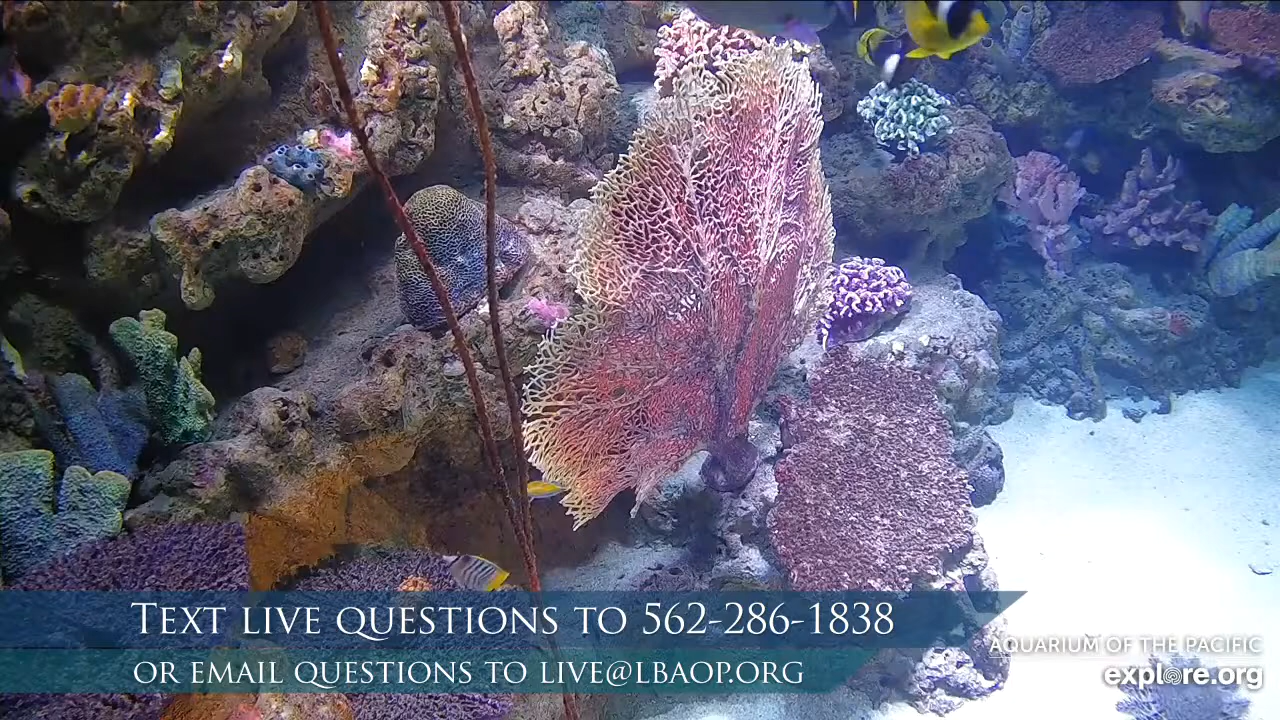 TEXT LIVE QUESTIONS TO 562-286-1838
OR EMAIL QUESTIONS TO LIVE@LBAOP.ORG
AQUARIUM OF THE PACIFIC
explore.org